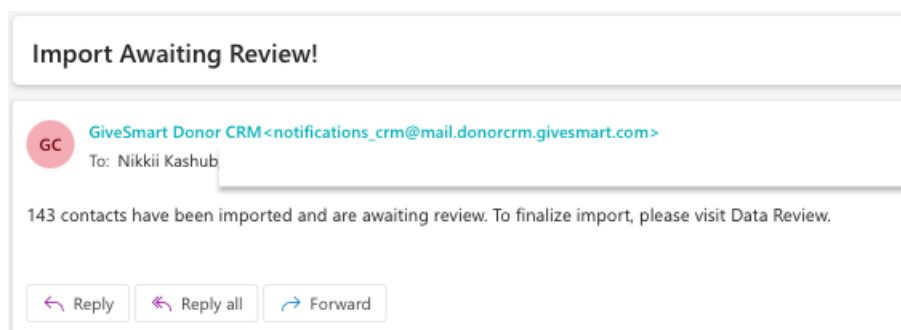 Import Awaiting Review!
GC
GiveSmart Donor CRM<notifications_crm@mail.donorcrm.givesmart.com>
To: Nikkii Kashub
143 contacts have been imported and are awaiting review. To finalize import, please visit Data Review.
Reply Reply all Forward